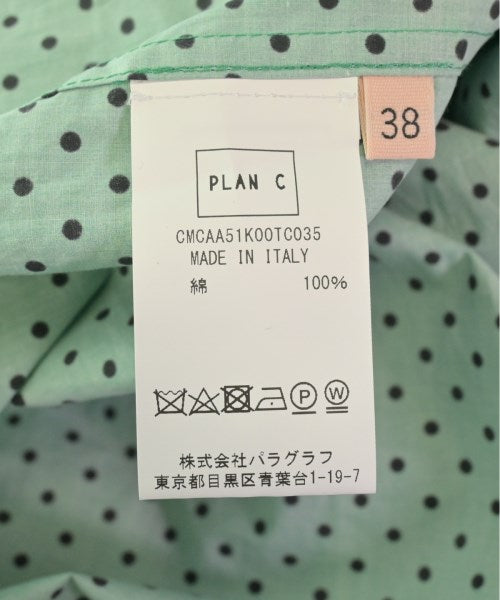 38
PLAN C
CMCAA51K00TC035
MADE IN ITALY
綿 100%
P W
株式会社パラグラフ
東京都目黒区青葉台1-19-7